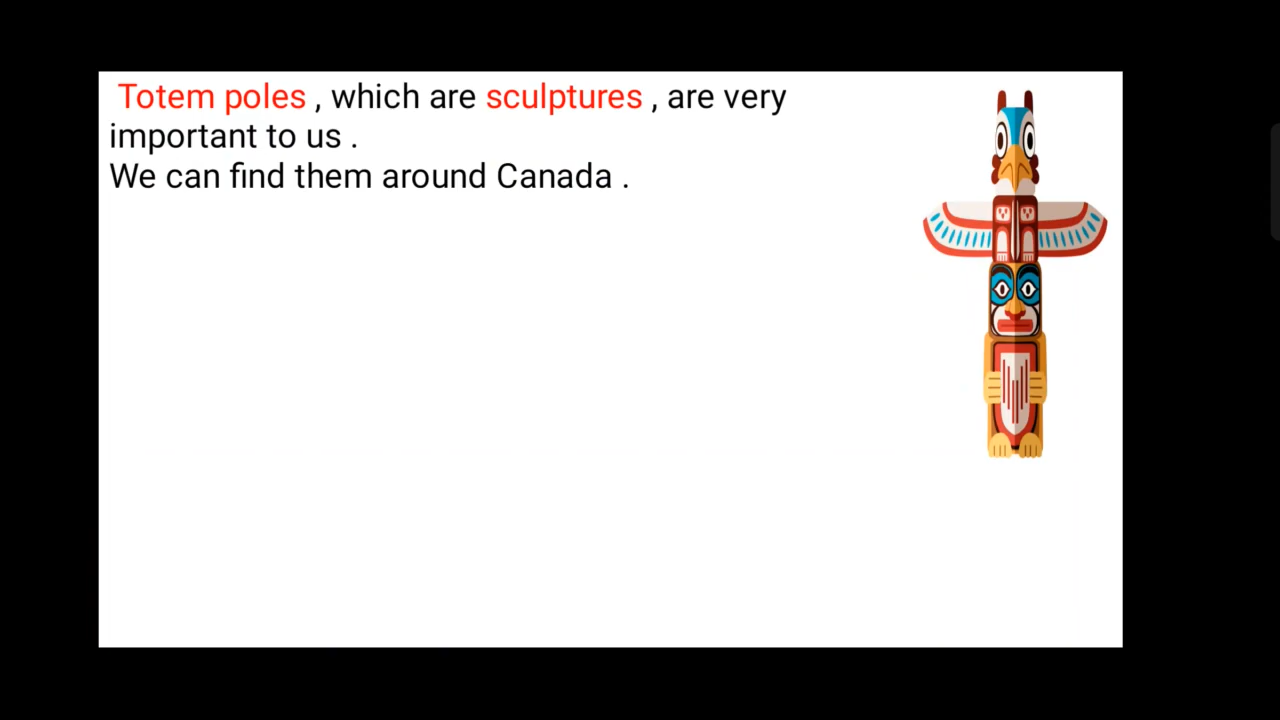 Totem poles , which are sculptures , are very
important to us .
We can find them around Canada .